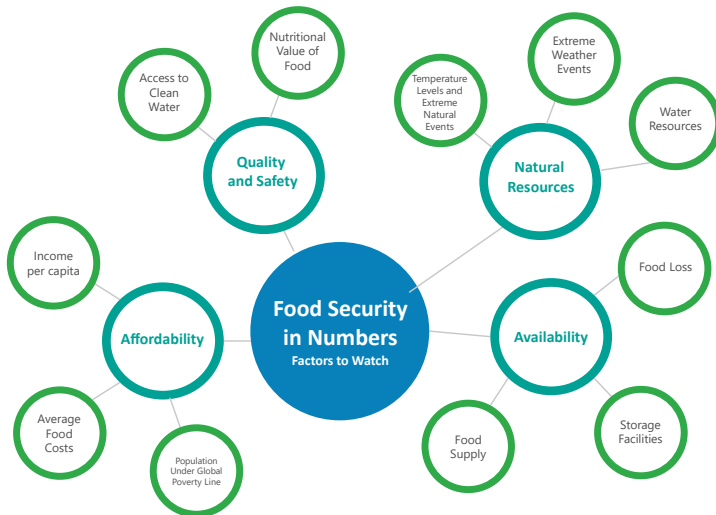 Nutritional
Value of
Food
Access to
Clean
Water
Quality
and Safety
Extreme
Weather
Events
Temperature
Levels and
Extreme
Natural
Events
Water
Resources
Natural
Resources
Income
per capita
Affordability
Average
Food
Costs
Population
Under Global
Poverty Line
Food Security
in Numbers
Factors to Watch
Food Loss
Availability
Food
Supply
Storage
Facilities